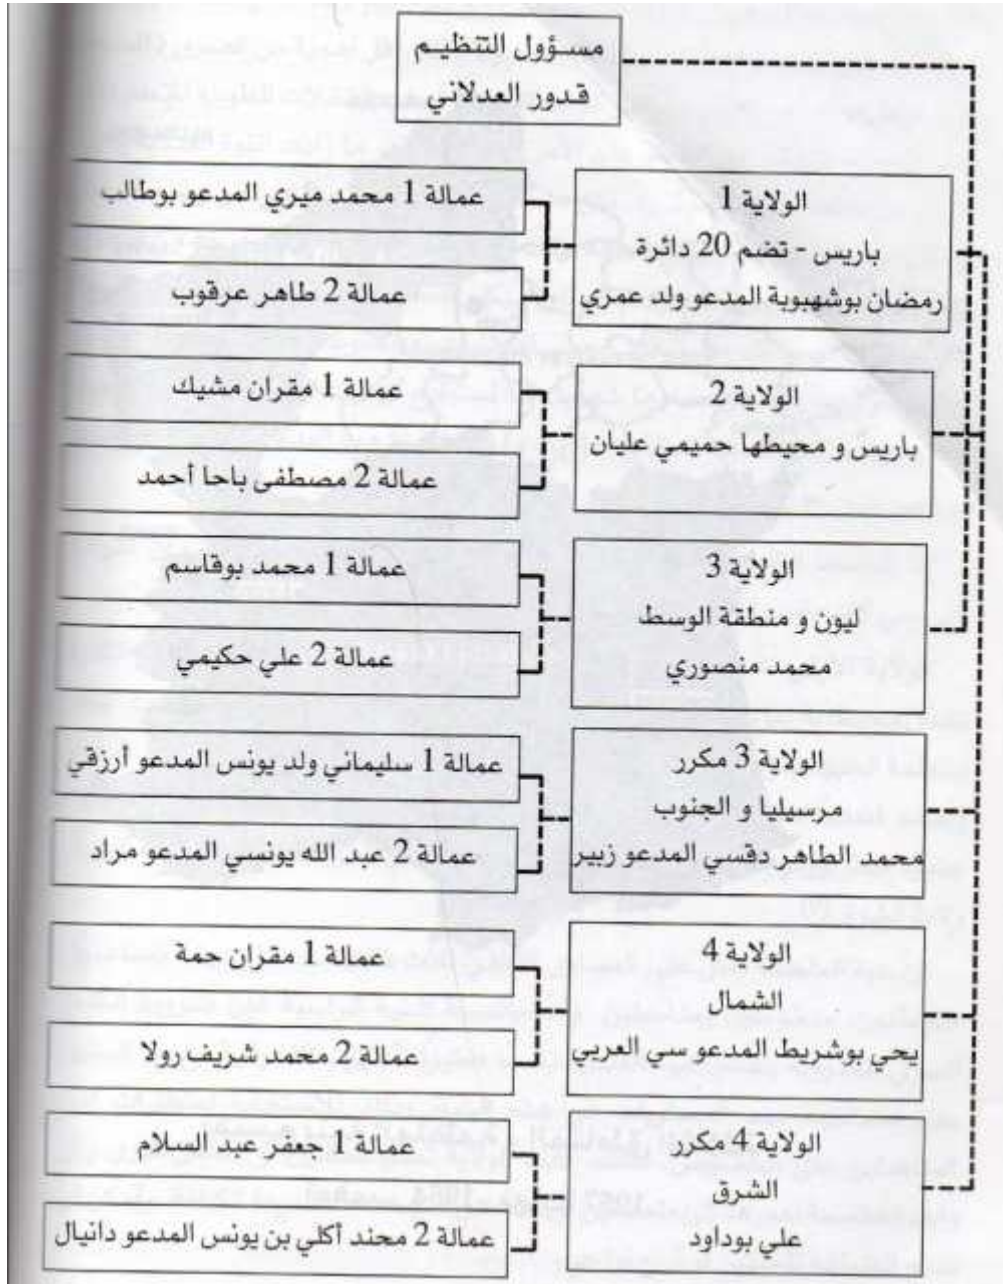 مسؤول التنظيم
قدور العدلاني
الولاية 1
باريس - تضم 20 دائرة
رمضان بوشهبوبة المدعو ولد عمري
عمالة 1 محمد ميري المدعو بوطالب
عمالة 2 طاهر عرقوب
الولاية 2
باريس و محيطها حميمي عليان
عمالة 1 مقران مشيك
عمالة 2 مصطفى باحا أحمد
الولاية 3
ليون و منطقة الوسط
محمد منصوري
عمالة 1 محمد بوقاسم
عمالة 2 علي حكيمي
الولاية 3 مكرر
مرسيليا و الجنوب
محمد الطاهر دقسي المدعو زبير
عمالة 1 سليماني ولد يونس المدعو أرزقي
عمالة 2 عبد الله يونسي المدعو مراد
الولاية 4
الشمال
يحي بوشريط المدعو سي العربي
عمالة 1 مقران حمة
عمالة 2 محمد شريف رولا
الولاية 4 مكرر
الشرق
علي بوداود
عمالة 1 جعفر عبد السلام
عمالة 2 محند أكلي بن يونس المدعو دانيال